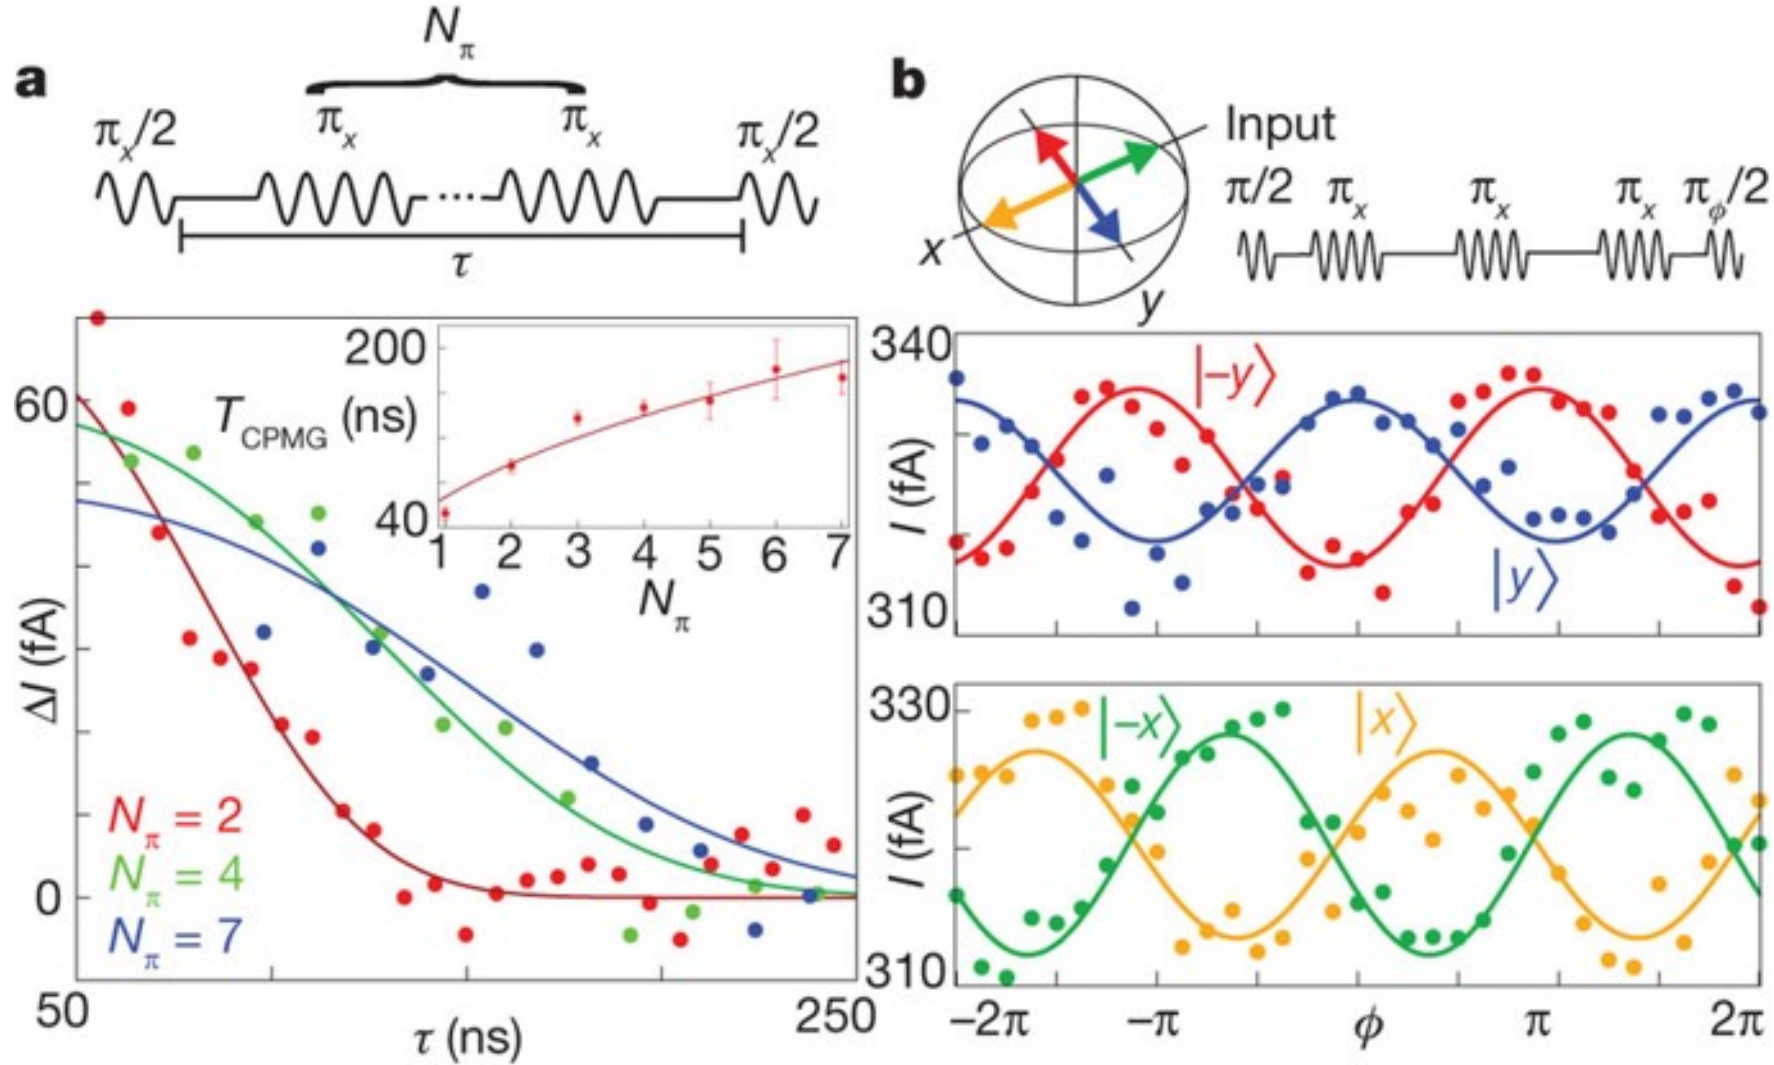 a
N_π
π_x/2 π_x π_x π_x/2
....
τ
60
0
ΔI (fA)
200
T_CPMG (ns)
40
1 2 3 4 5 6 7
N_π
N_π = 2
N_π = 4
N_π = 7
50 250
τ (ns)
b
Input
x
y
π/2 π_x π_x π_x π_ϕ/2
340
|−y⟩
I (fA)
|y⟩
310
330
|−x⟩ |x⟩
I (fA)
310
−2π −π ϕ π 2π